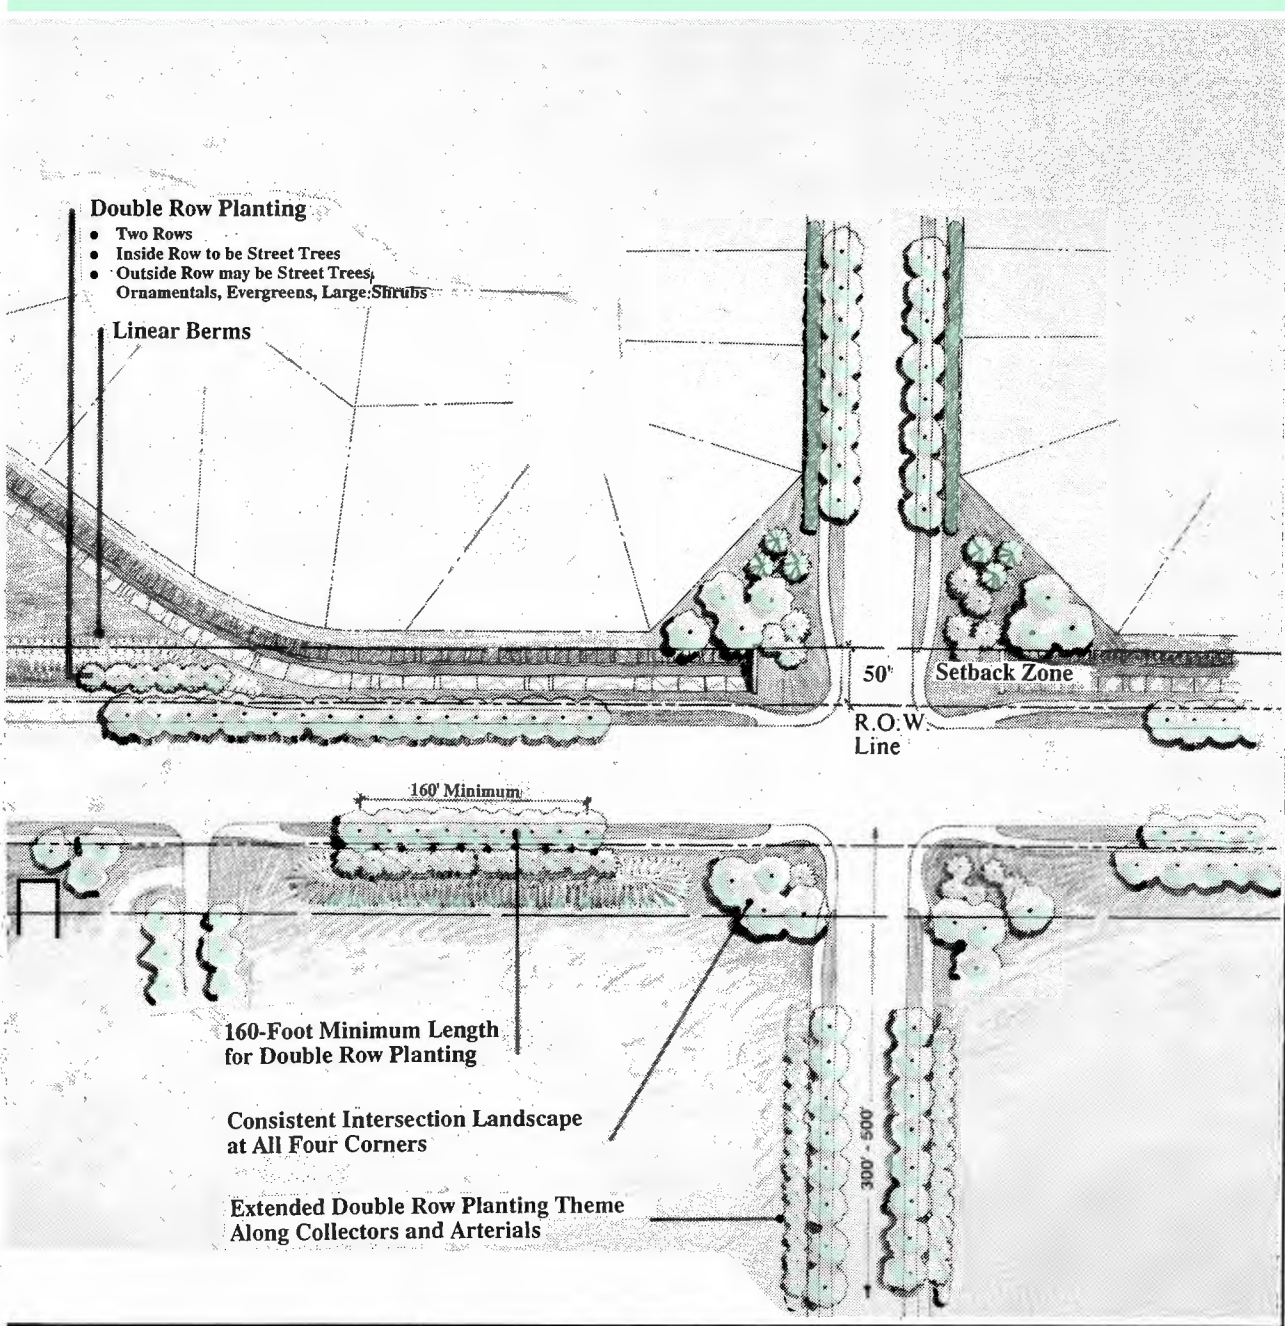 Double Row Planting
• Two Rows
• Inside Row to be Street Trees
• Outside Row may be Street Trees,
Ornamentals, Evergreens, Large Shrubs
Linear Berms
50'
Setback Zone
R.O.W.
Line
160' Minimum
160-Foot Minimum Length
for Double Row Planting
Consistent Intersection Landscape
at All Four Corners
300' - 500'
Extended Double Row Planting Theme
Along Collectors and Arterials